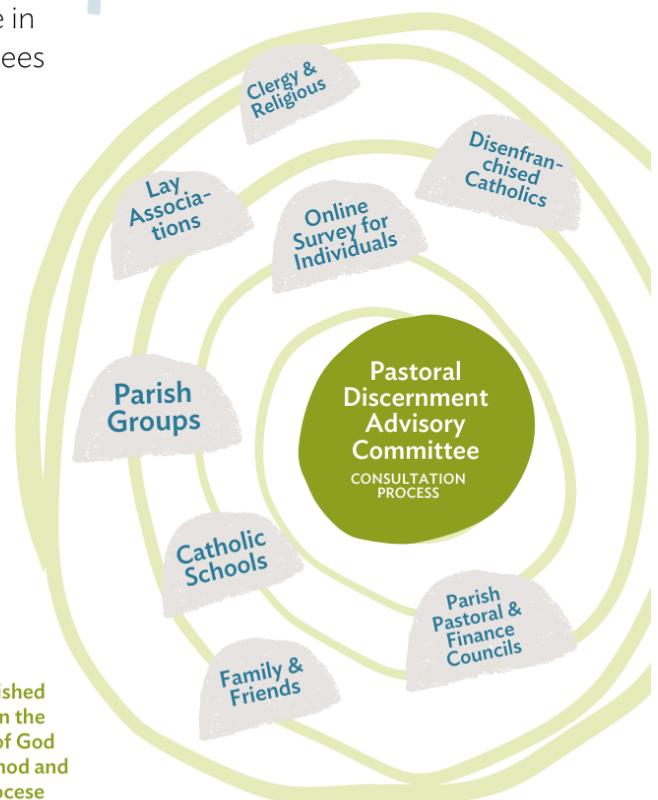 e in
ees
Clergy &
Religious
Disenfran-
chised
Catholics
Lay
Associa-
tions
Online
Survey for
Individuals
Parish
Groups
Pastoral
Discernment
Advisory
Committee
CONSULTATION
PROCESS
Catholic
Schools
Parish
Pastoral &
Finance
Councils
Family &
Friends
ished
n the
of God
nod and
ocese